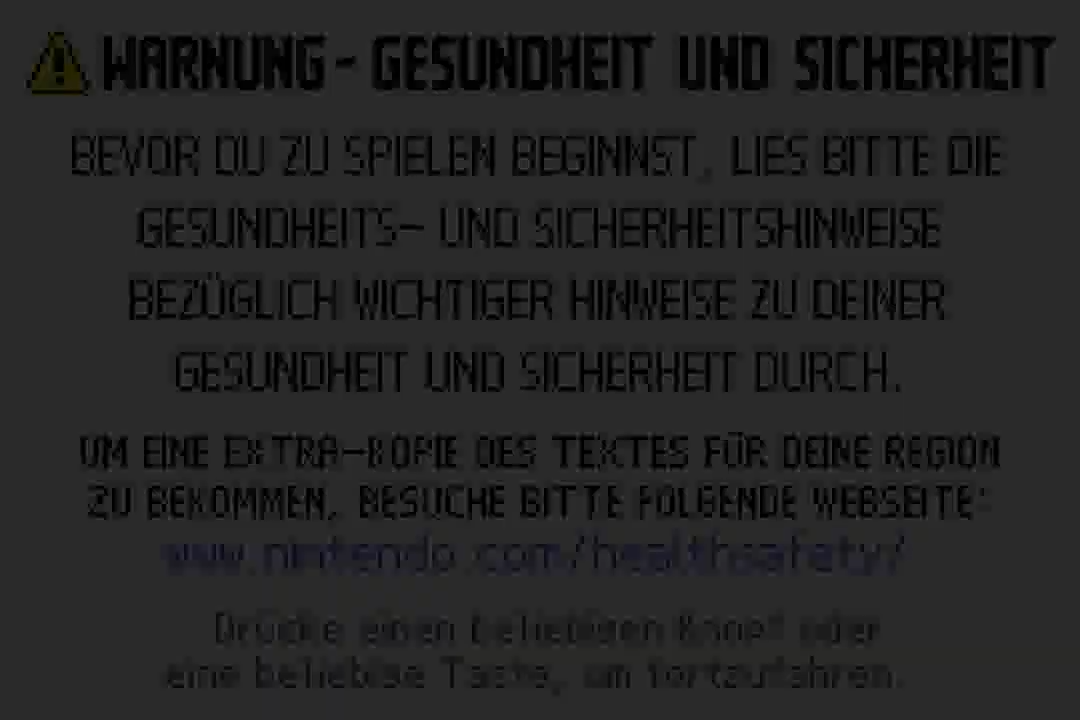 WARNUNG - GESUNDHEIT UND SICHERHEIT
BEVOR DU ZU SPIELEN BEGINNST, LIES BITTE DIE
GESUNDHEITS- UND SICHERHEITSHINWEISE
BEZÜGLICH WICHTIGER HINWEISE ZU DEINER
GESUNDHEIT UND SICHERHEIT DURCH.
UM EINE EXTRA-KOPIE DES TEXTES FÜR DEINE REGION
ZU BEKOMMEN, BESUCHE BITTE FOLGENDE WEBSEITE:
www.nintendo.com/healthsafety/
Drücke einen beliebigen Knopf oder
eine beliebige Taste, um fortzufahren.